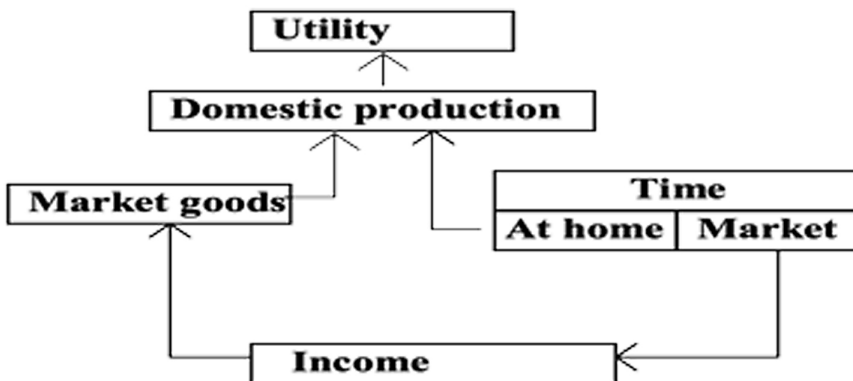 Utility
Domestic production
Time
Market goods
At home
Market
Income